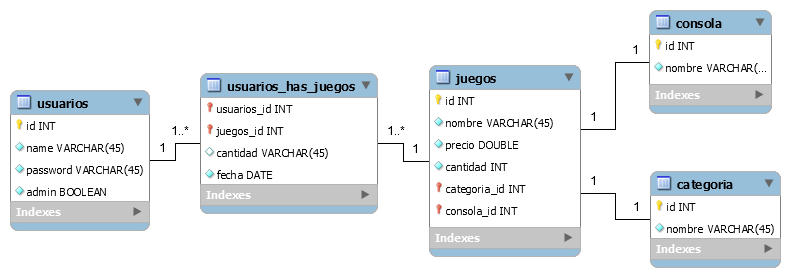 usuarios
id INT
name VARCHAR(45)
password VARCHAR(45)
admin BOOLEAN
Indexes
1
1..*
usuarios_has_juegos
usuarios_id INT
juegos_id INT
cantidad VARCHAR(45)
fecha DATE
Indexes
1..*
1
juegos
id INT
nombre VARCHAR(45)
precio DOUBLE
cantidad INT
categoria_id INT
consola_id INT
Indexes
1
1
consola
id INT
nombre VARCHAR(...
Indexes
1
1
categoria
id INT
nombre VARCHAR(45)
Indexes